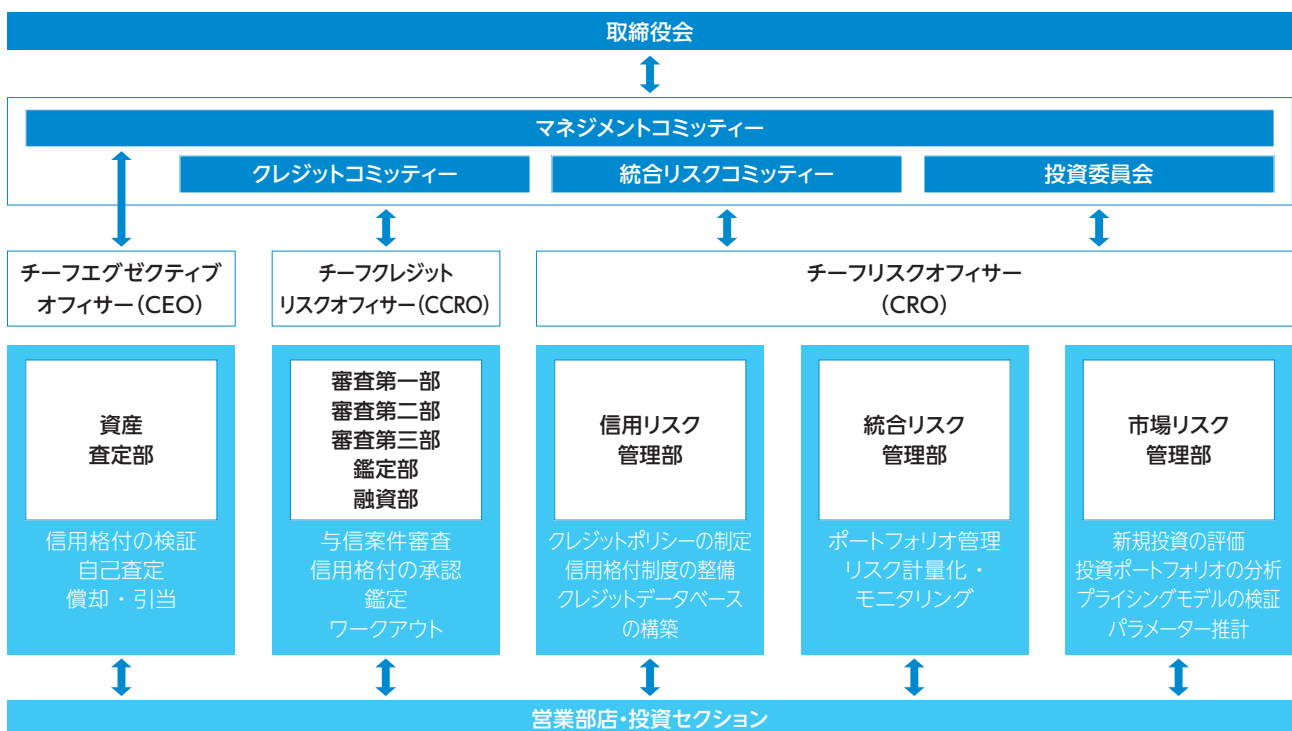 取締役会
マネジメントコミッティー
クレジットコミッティー
統合リスクコミッティー
投資委員会
チーフエグゼクティブ
オフィサー(CEO)
チーフクレジット
リスクオフィサー(CCRO)
チーフリスクオフィサー
(CRO)
資産
査定部
信用格付の検証
自己査定
償却・引当
審査第一部
審査第二部
審査第三部
鑑定部
融資部
与信案件審査
信用格付の承認
鑑定
ワークアウト
信用リスク
管理部
クレジットポリシーの制定
信用格付制度の整備
クレジットデータベース
の構築
統合リスク
管理部
ポートフォリオ管理
リスク計量化・
モニタリング
市場リスク
管理部
新規投資の評価
投資ポートフォリオの分析
プライシングモデルの検証
パラメーター推計
営業部店・投資セクション